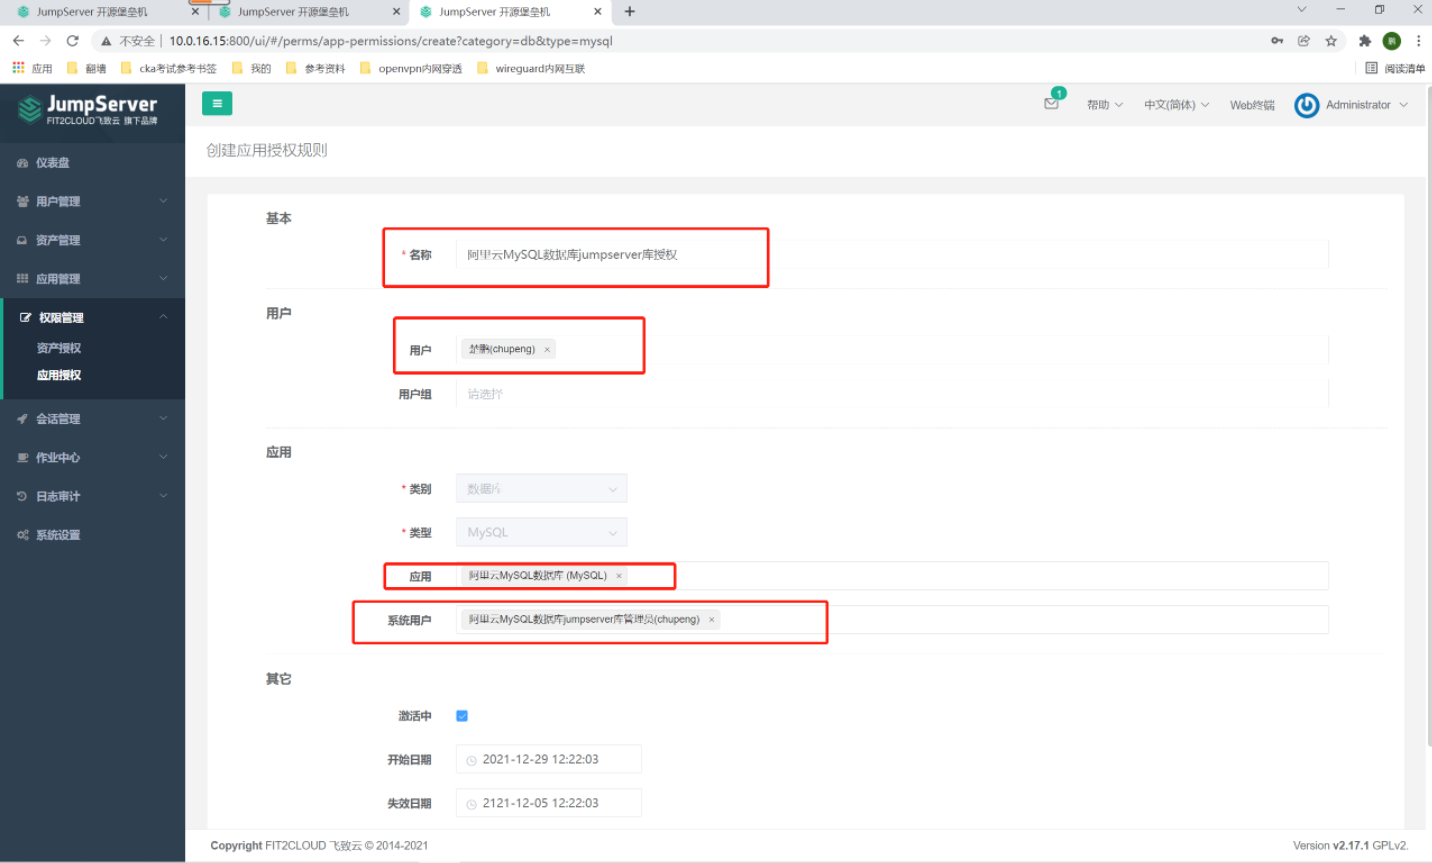 JumpServer 开源堡垒机
JumpServer 开源堡垒机
JumpServer 开源堡垒机
不安全 10.0.16.15:800/ui/#/perms/app-permissions/create?category=db&type=mysql
鹏
应用 翻墙 cka考试参考书签 我的 参考资料 openvpn内网穿透 wireguard内网互联 阅读清单
JumpServer
FIT2CLOUD飞致云 旗下品牌
1
帮助 中文(简体) Web终端 Administrator
仪表盘
用户管理
资产管理
应用管理
权限管理
资产授权
应用授权
会话管理
作业中心
日志审计
系统设置
创建应用授权规则
基本
* 名称 阿里云MySQL数据库jumpserver库授权
用户
用户 楚鹏(chupeng) ×
用户组 请选择
应用
* 类别 数据库
* 类型 MySQL
应用 阿里云MySQL数据库 (MySQL) ×
系统用户 阿里云MySQL数据库jumpserver库管理员(chupeng) ×
其它
激活中
开始日期 2021-12-29 12:22:03
失效日期 2121-12-05 12:22:03
Copyright FIT2CLOUD 飞致云 © 2014-2021
Version v2.17.1 GPLv2.